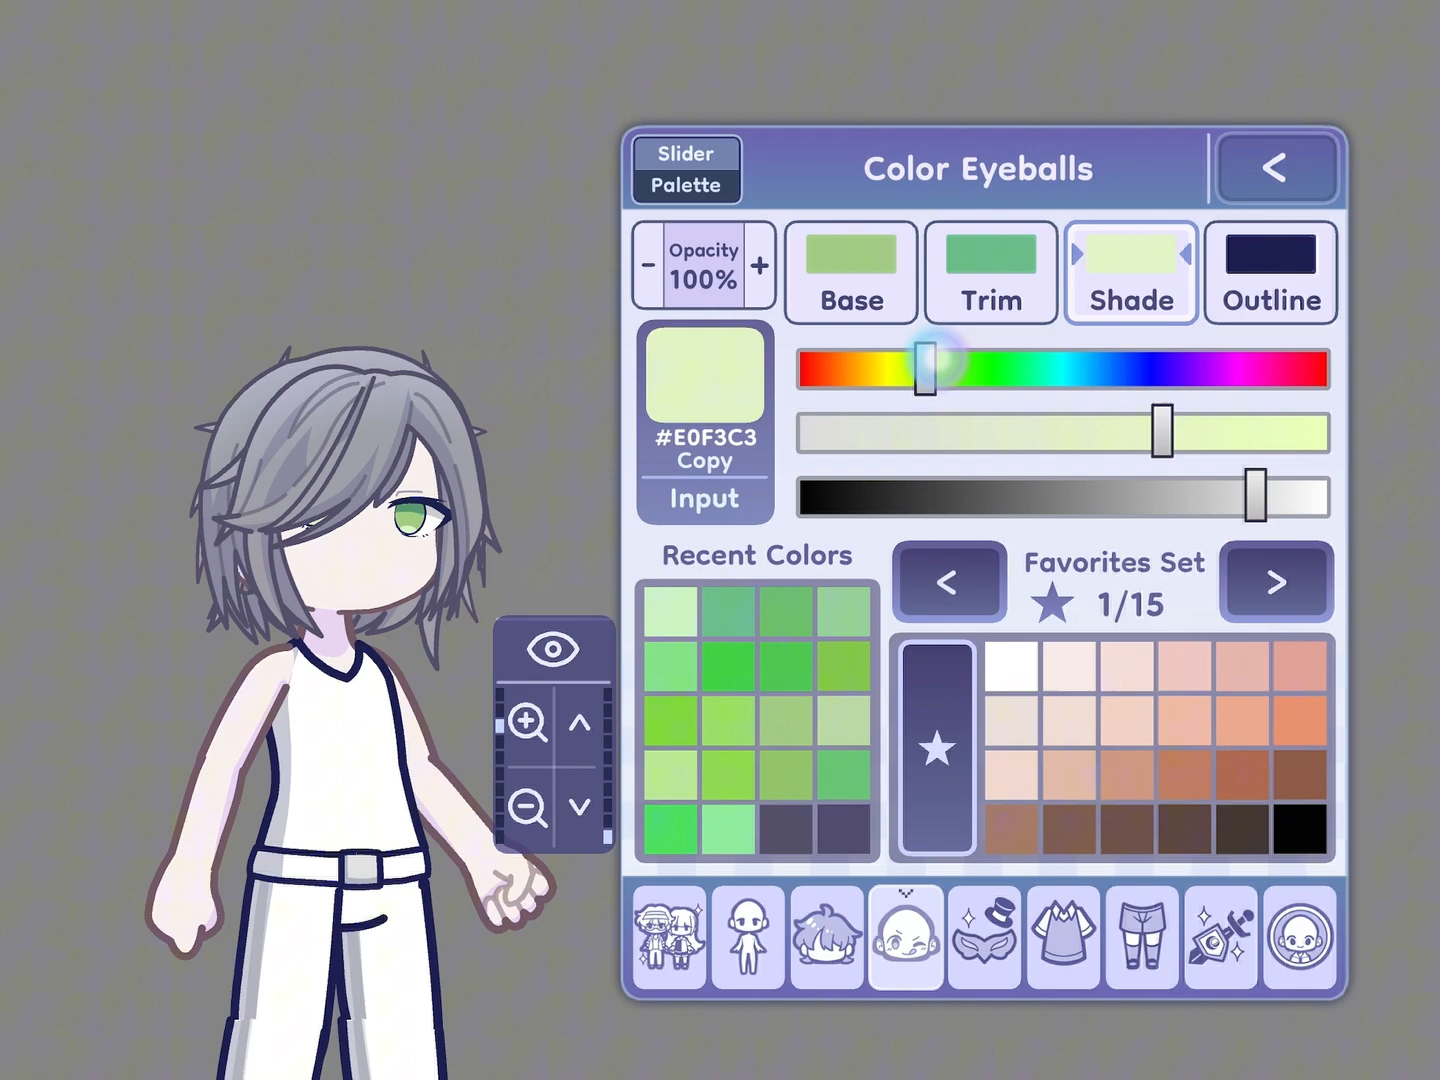 Slider
Palette
Color Eyeballs
<
- Opacity 100% +
Base
Trim
Shade
Outline
#E0F3C3
Copy
Input
Recent Colors
<
Favorites Set
1/15
>